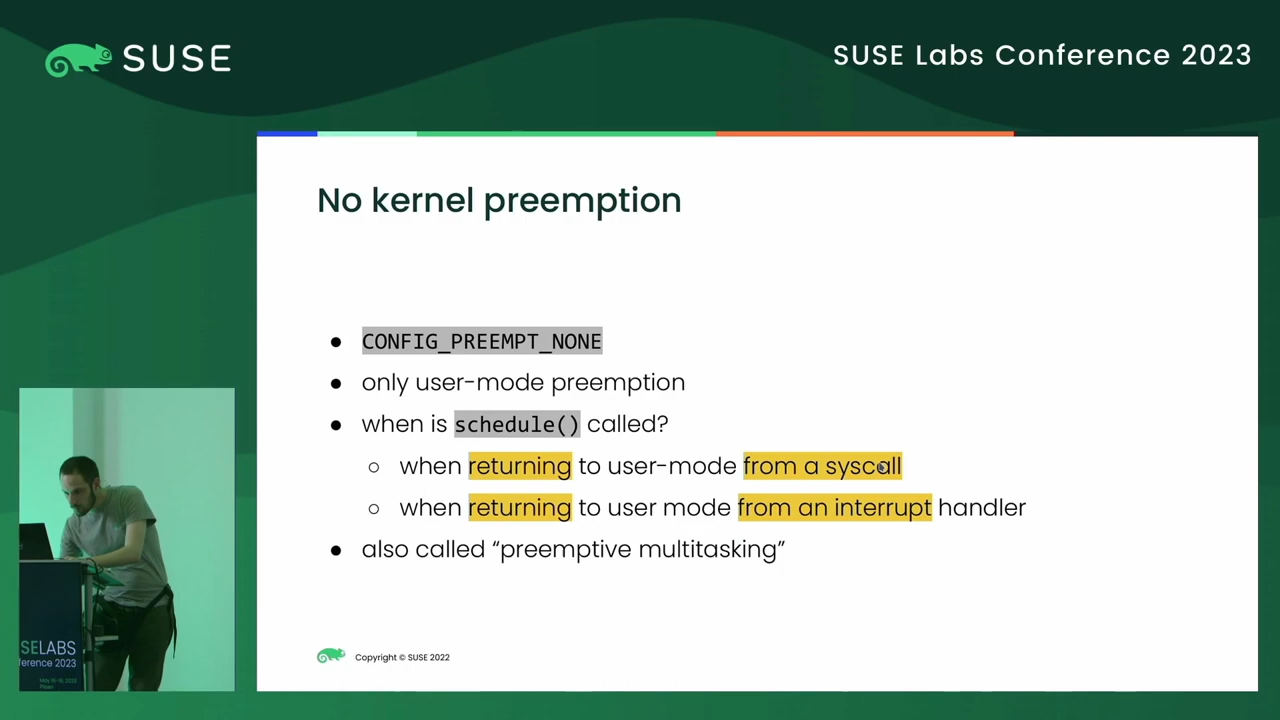 SUSE
SUSE Labs Conference 2023
No kernel preemption
● CONFIG_PREEMPT_NONE
● only user-mode preemption
● when is schedule() called?
○ when returning to user-mode from a syscall
○ when returning to user mode from an interrupt handler
● also called “preemptive multitasking”
Copyright © SUSE 2022
SELABS
ference 2023